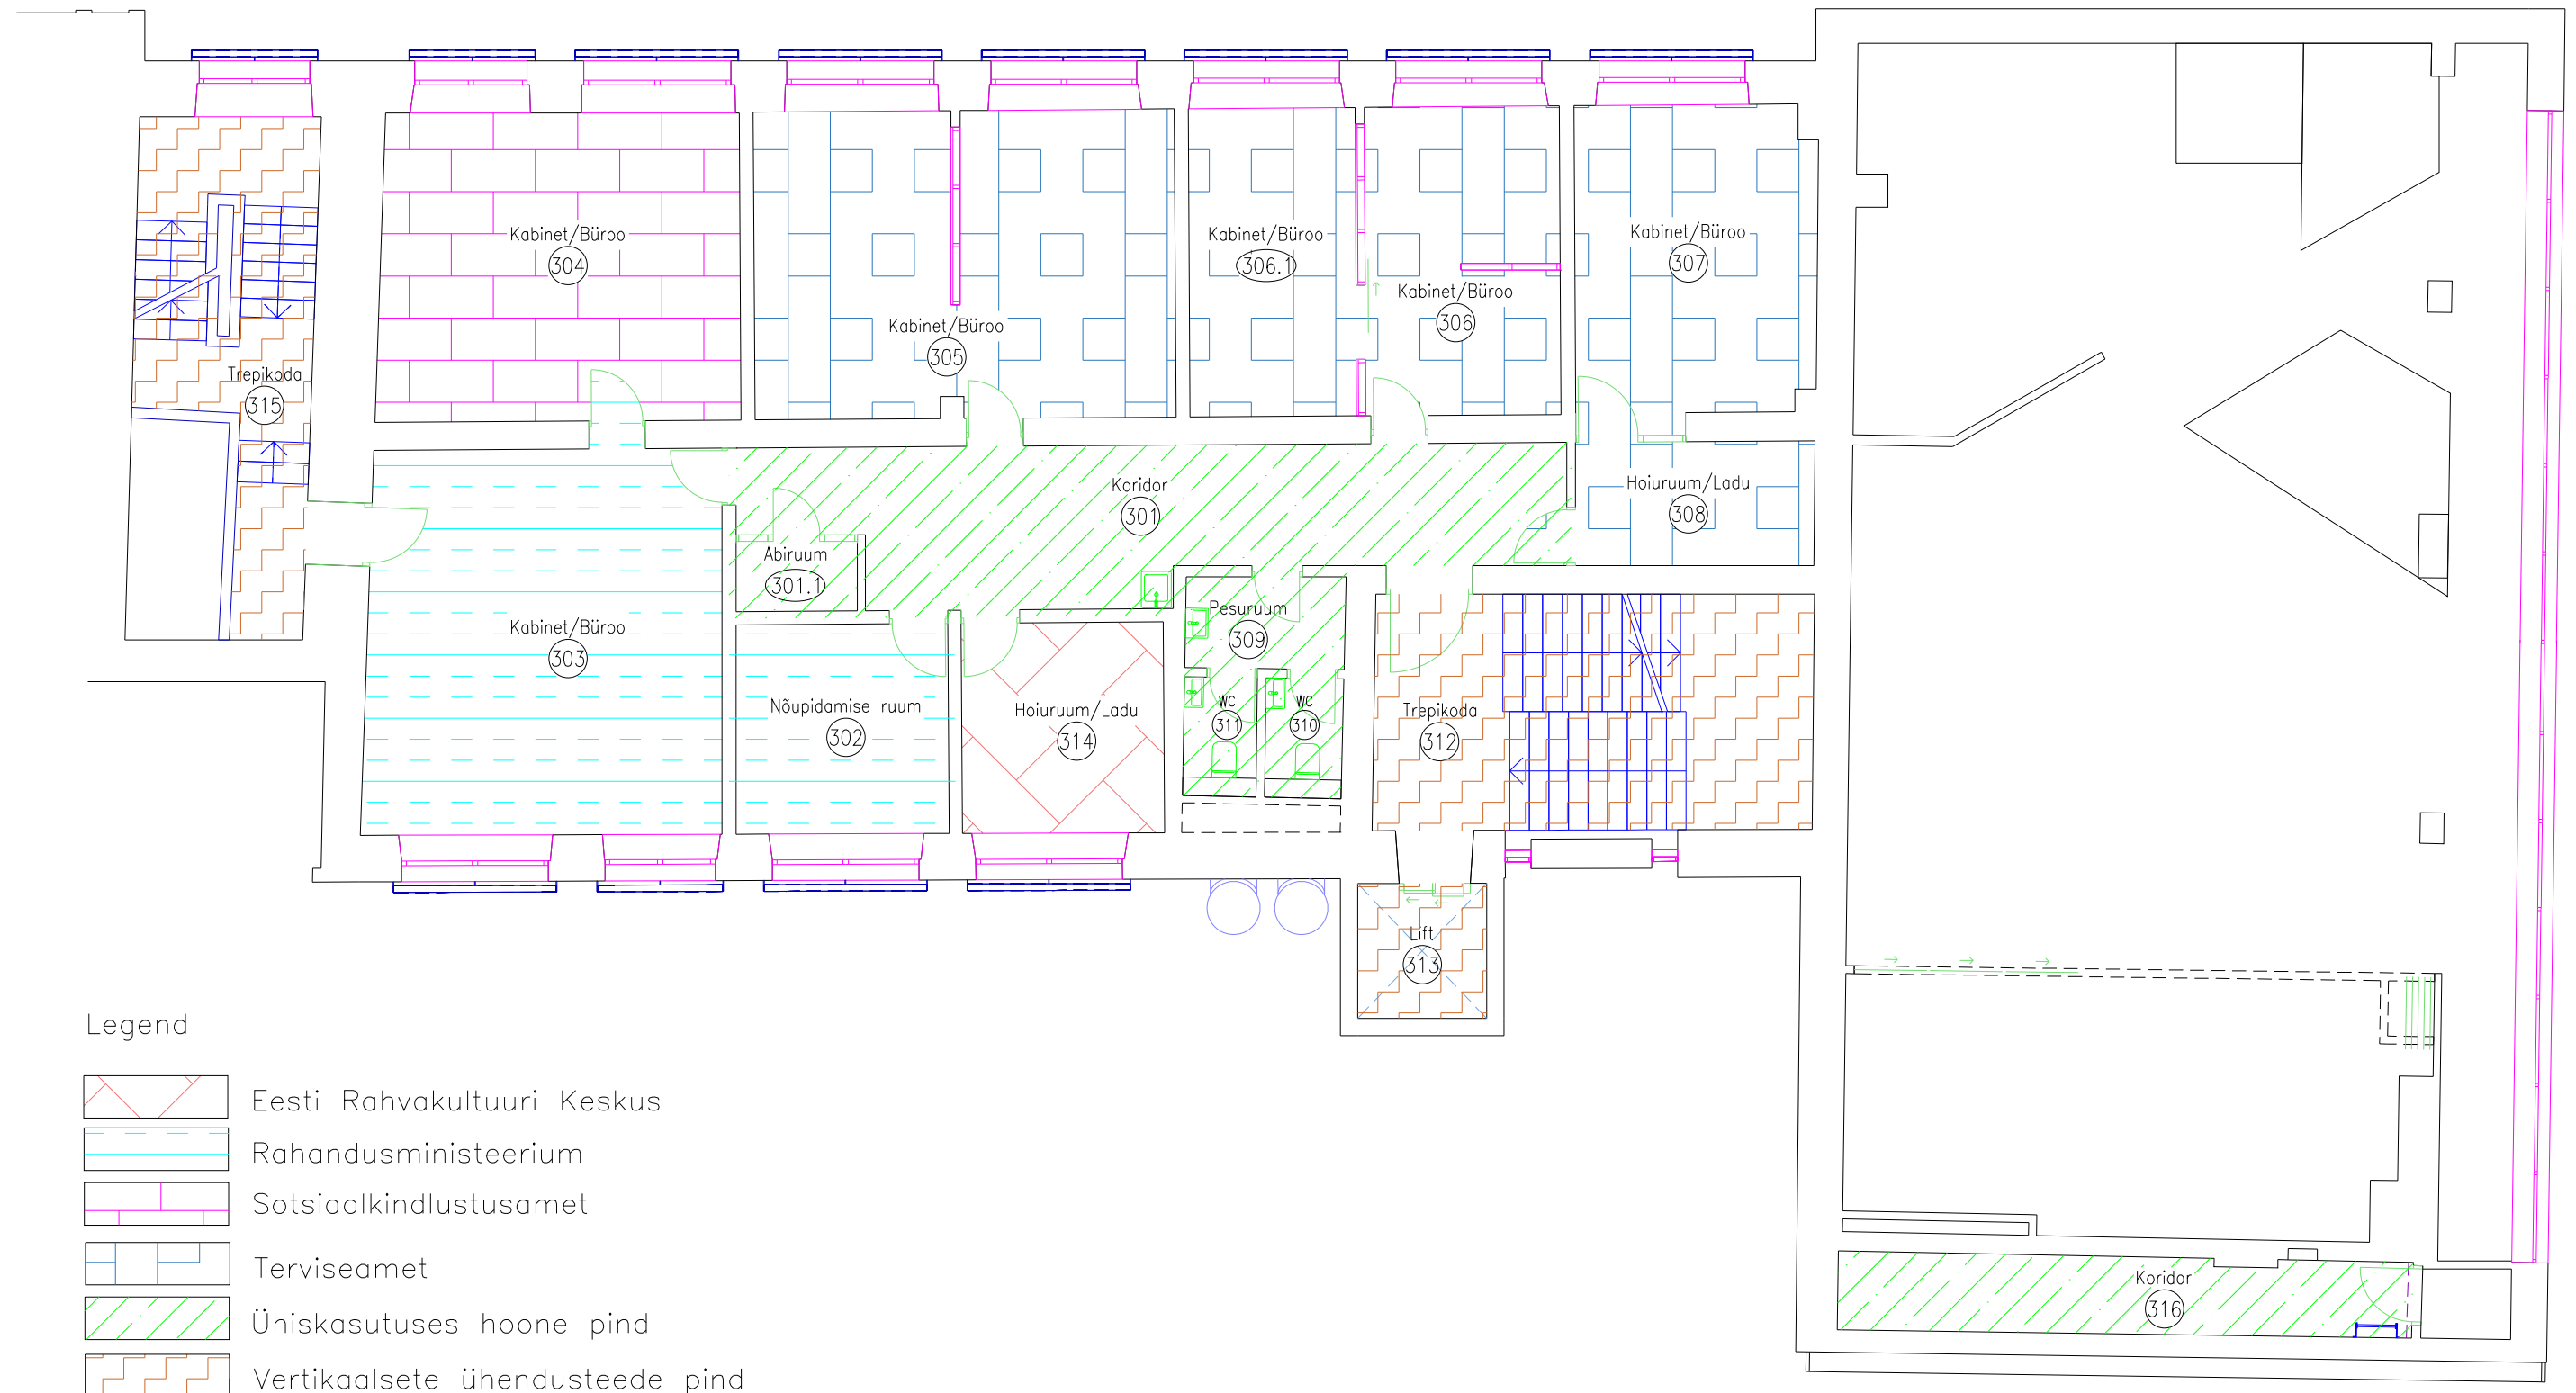 Kabinet/Büroo
304
Kabinet/Büroo
305
Kabinet/Büroo
306.1
Kabinet/Büroo
306
Kabinet/Büroo
307
Trepikoda
315
Koridor
301
Hoiuruum/Ladu
308
Abiruum
301.1
Kabinet/Büroo
303
Pesuruum
309
Nõupidamise ruum
302
Hoiuruum/Ladu
314
WC
311
WC
310
Trepikoda
312
Lift
313
Koridor
316
Legend
Eesti Rahvakultuuri Keskus
Rahandusministeerium
Sotsiaalkindlustusamet
Terviseamet
Ühiskasutuses hoone pind
Vertikaalsete ühendusteede pind